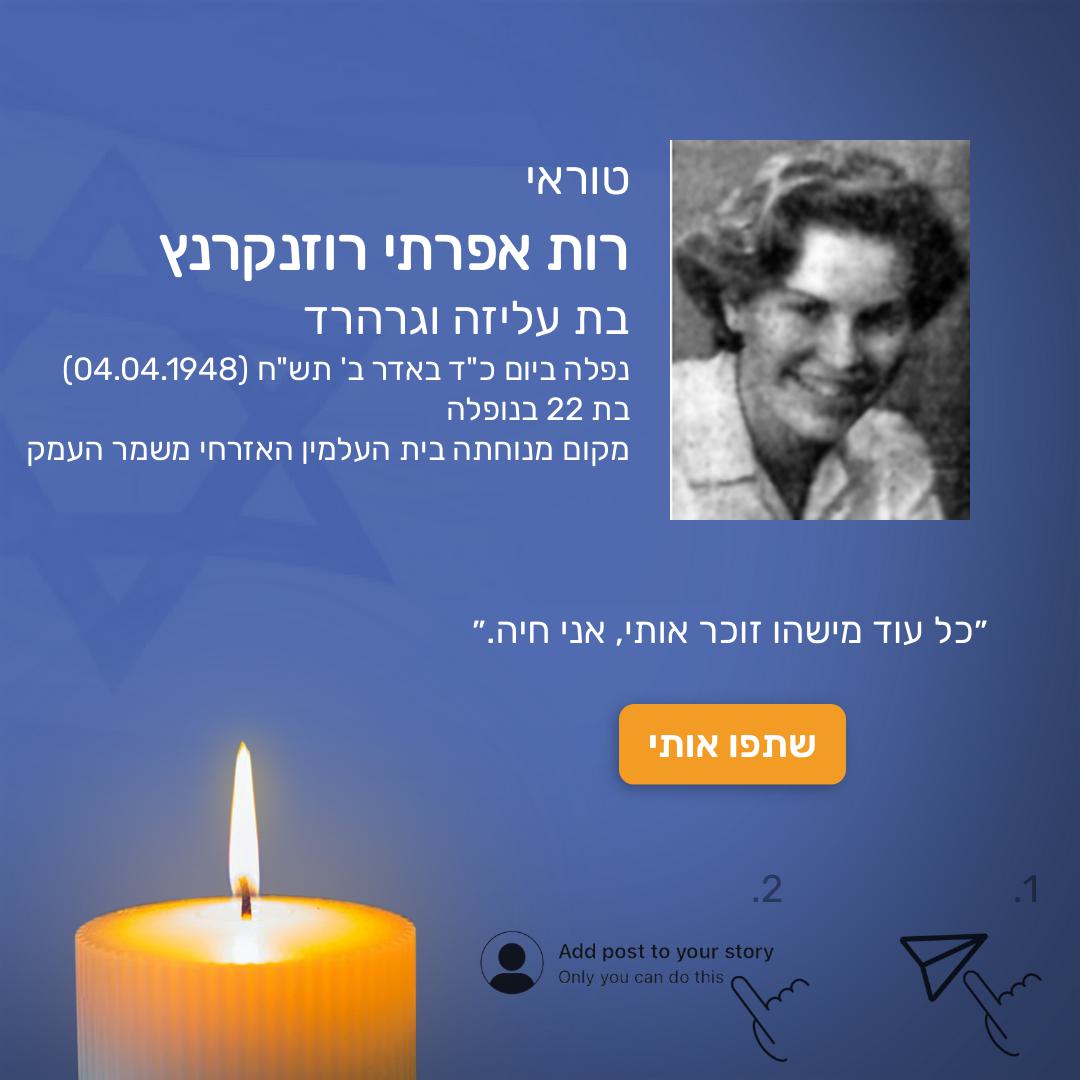 טוראי
רות אפרתי רוזנקרנץ
בת עליזה וגרהרד
נפלה ביום כ"ד באדר ב' תש"ח (04.04.1948)
בת 22 בנופלה
מקום מנוחתה בית העלמין האזרחי משמר העמק
״כל עוד מישהו זוכר אותי, אני חיה.״
שתפו אותי
1.
2.
Add post to your story
Only you can do this